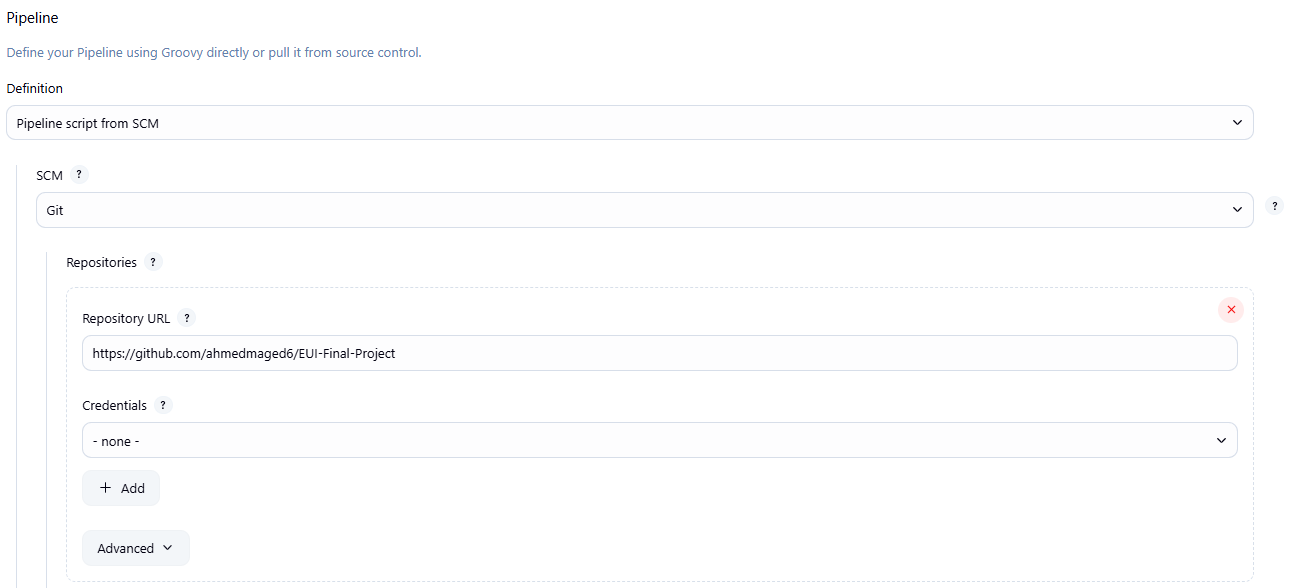 Pipeline
Define your Pipeline using Groovy directly or pull it from source control.
Definition
Pipeline script from SCM
SCM ?
Git
?
Repositories ?
Repository URL ?
https://github.com/ahmedmaged6/EUI-Final-Project
Credentials ?
- none -
+ Add
Advanced